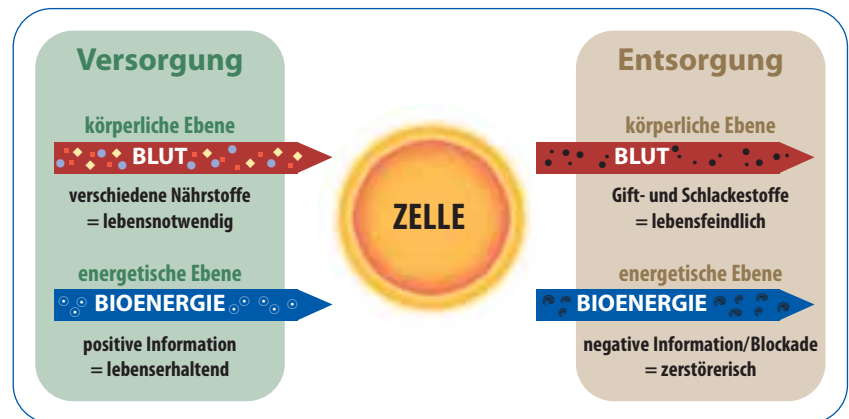 Versorgung
körperliche Ebene
BLUT
verschiedene Nährstoffe
= lebensnotwendig
energetische Ebene
BIOENERGIE
positive Information
= lebenserhaltend
ZELLE
Entsorgung
körperliche Ebene
BLUT
Gift- und Schlackestoffe
= lebensfeindlich
energetische Ebene
BIOENERGIE
negative Information/Blockade
= zerstörerisch